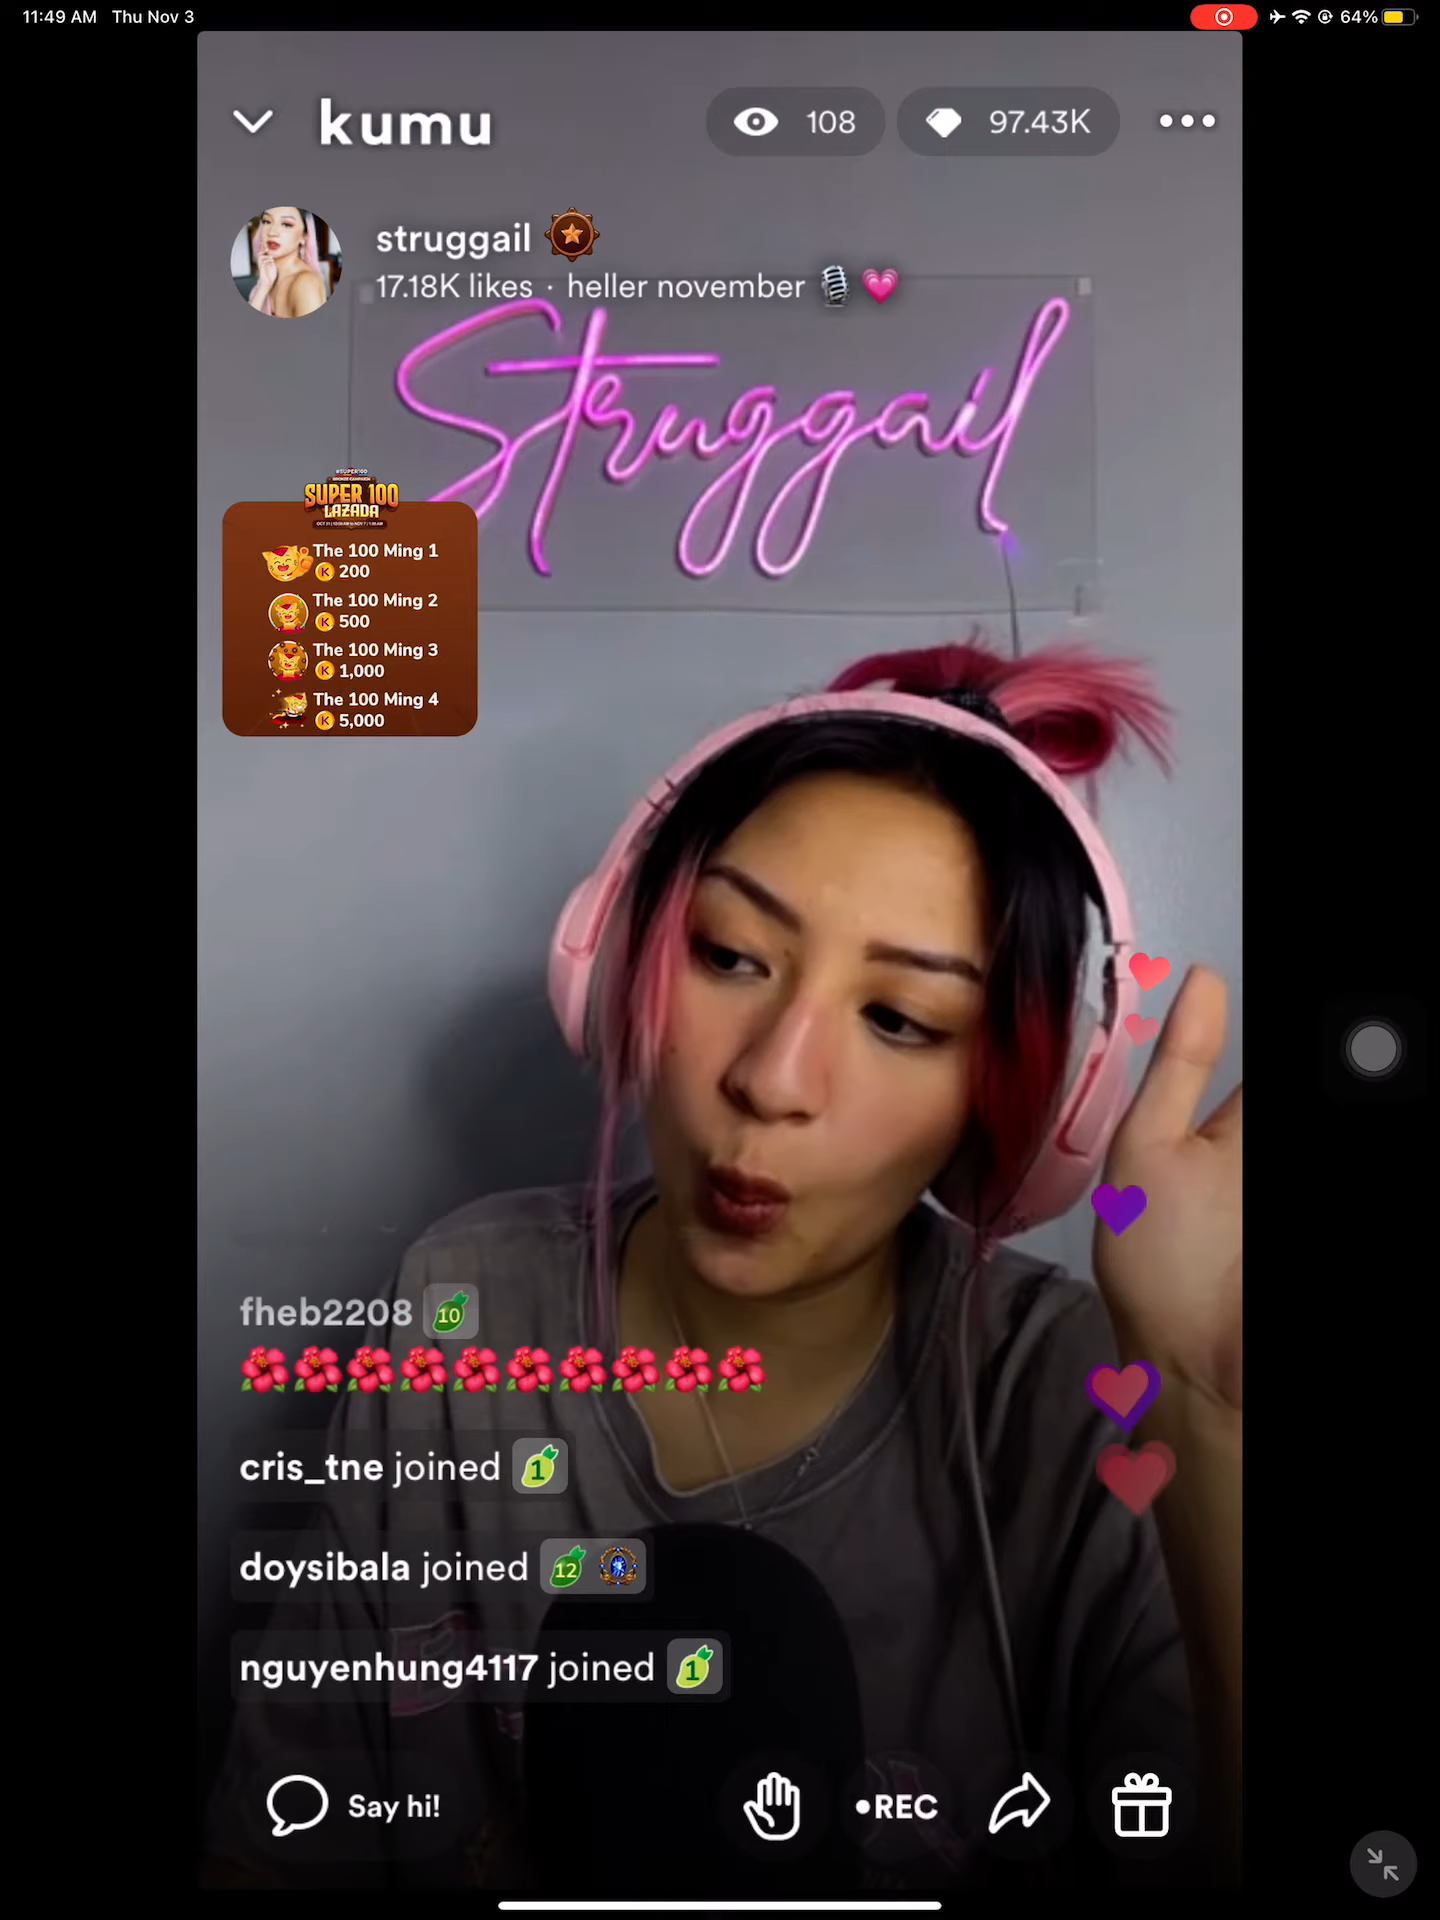 11:49 AM Thu Nov 3
64%
kumu
108
97.43K
struggail
17.18K likes · heller november
Struggail
#SUPER100
SUPER 100
LAZADA
The 100 Ming 1
200
The 100 Ming 2
500
The 100 Ming 3
1,000
The 100 Ming 4
5,000
fheb2208 10
cris_tne joined 1
doysibala joined 12
nguyenhung4117 joined 1
Say hi!
•REC